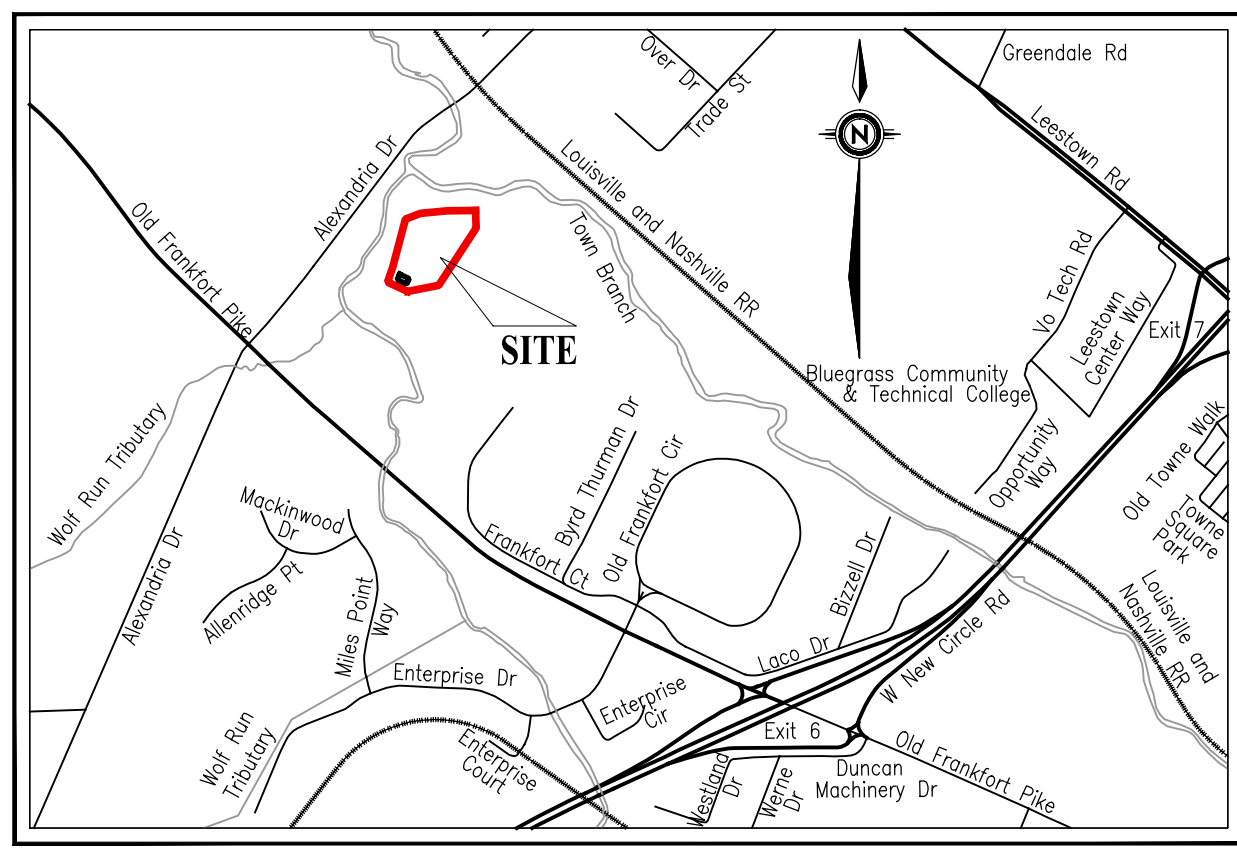 Greendale Rd
Over Dr
Trade St
Leestown Rd
N
Alexandria Dr
Louisville and Nashville RR
Old Frankfort Pike
Town Branch
Vo Tech Rd
Leestown
Center Way
Exit 7
SITE
Bluegrass Community
& Technical College
Wolf Run Tributary
Byrd Thurman Dr
Old Frankfort Cir
Opportunity
Way
Old Towne Walk
Towne
Square
Park
Mackinwood
Dr
Frankfort Ct
Allenridge Pt
Alexandria Dr
Miles Point
Way
Bizzell Dr
Louisville and
Nashville RR
Laco Dr
W New Circle Rd
Enterprise Dr
Enterprise
Cir
Exit 6
Wolf Run
Tributary
Enterprise
Court
Westland
Dr
Werne
Dr
Duncan
Machinery Dr
Old Frankfort Pike